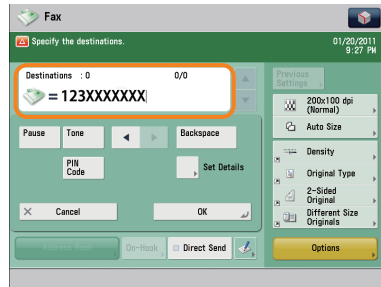 Fax
Specify the destinations.
01/20/2011
9:27 PM
Destinations : 0
0/0
= 123XXXXXXX
Pause
Tone
Backspace
PIN
Code
Set Details
Cancel
OK
Address Book
On-Hook
Direct Send
Previous
Settings
200x100 dpi
(Normal)
Auto Size
Density
Original Type
2-Sided
Original
Different Size
Originals
Options